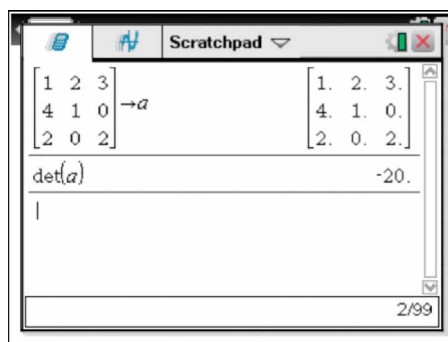 Scratchpad
1 2 3
4 1 0 →a
2 0 2
1. 2. 3.
4. 1. 0.
2. 0. 2.
det(a) -20.
2/99